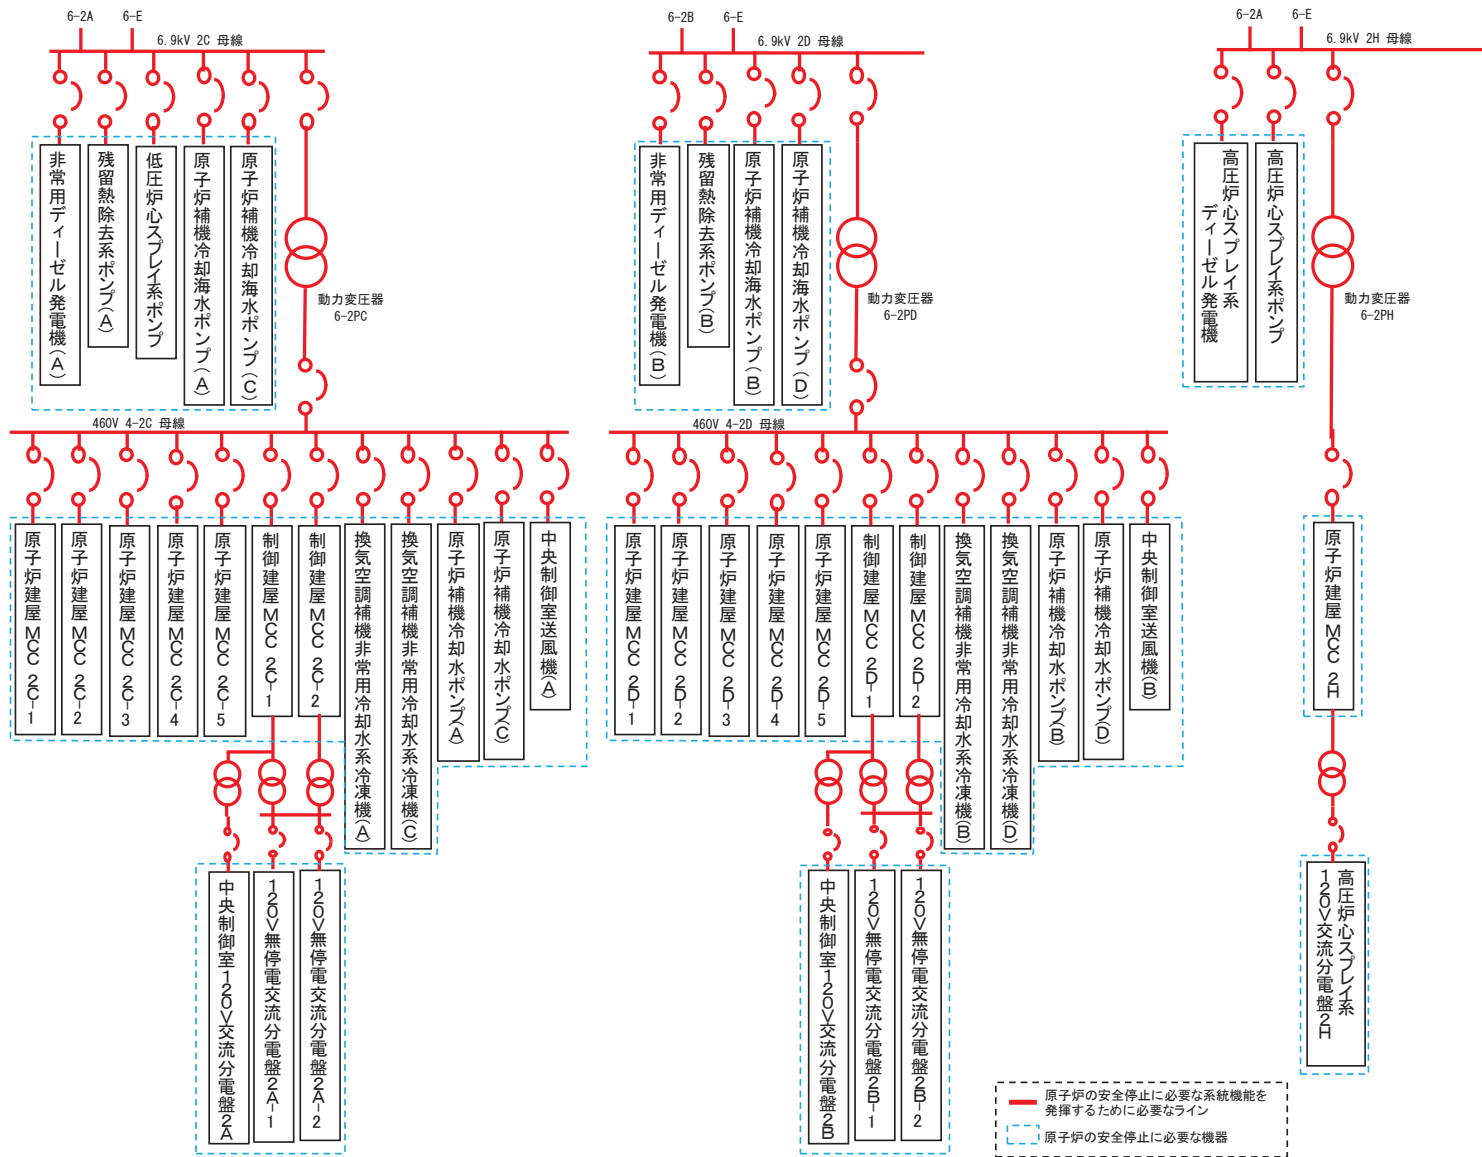 6-2A
6-E
6.9kV 2C 母線
非常用ディーゼル発電機(A)
残留熱除去系ポンプ(A)
低圧炉心スプレイ系ポンプ
原子炉補機冷却海水ポンプ(A)
原子炉補機冷却海水ポンプ(C)
動力変圧器
6-2PC
460V 4-2C 母線
原子炉建屋MCC 2C-1
原子炉建屋MCC 2C-2
原子炉建屋MCC 2C-3
原子炉建屋MCC 2C-4
原子炉建屋MCC 2C-5
制御建屋MCC 2C-1
制御建屋MCC 2C-2
換気空調補機非常用冷却水系冷凍機(A)
換気空調補機非常用冷却水系冷凍機(C)
原子炉補機冷却水ポンプ(A)
原子炉補機冷却水ポンプ(C)
中央制御室送風機(A)
中央制御室120V交流分電盤2A
120V無停電交流分電盤2A-1
120V無停電交流分電盤2A-2
6-2B
6-E
6.9kV 2D 母線
非常用ディーゼル発電機(B)
残留熱除去系ポンプ(B)
原子炉補機冷却海水ポンプ(B)
原子炉補機冷却海水ポンプ(D)
動力変圧器
6-2PD
460V 4-2D 母線
原子炉建屋MCC 2D-1
原子炉建屋MCC 2D-2
原子炉建屋MCC 2D-3
原子炉建屋MCC 2D-4
原子炉建屋MCC 2D-5
制御建屋MCC 2D-1
制御建屋MCC 2D-2
換気空調補機非常用冷却水系冷凍機(B)
換気空調補機非常用冷却水系冷凍機(D)
原子炉補機冷却水ポンプ(B)
原子炉補機冷却水ポンプ(D)
中央制御室送風機(B)
中央制御室120V交流分電盤2B
120V無停電交流分電盤2B-1
120V無停電交流分電盤2B-2
6-2A
6-E
6.9kV 2H 母線
高圧炉心スプレイ系
ディーゼル発電機
高圧炉心スプレイ系ポンプ
動力変圧器
6-2PH
原子炉建屋MCC 2H
高圧炉心スプレイ系
120V交流分電盤2H
原子炉の安全停止に必要な系統機能を
発揮するために必要なライン
原子炉の安全停止に必要な機器